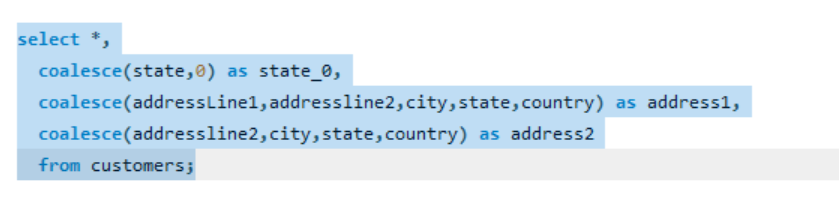 select *,
coalesce(state,0) as state_0,
coalesce(addressLine1,addressline2,city,state,country) as address1,
coalesce(addressline2,city,state,country) as address2
from customers;